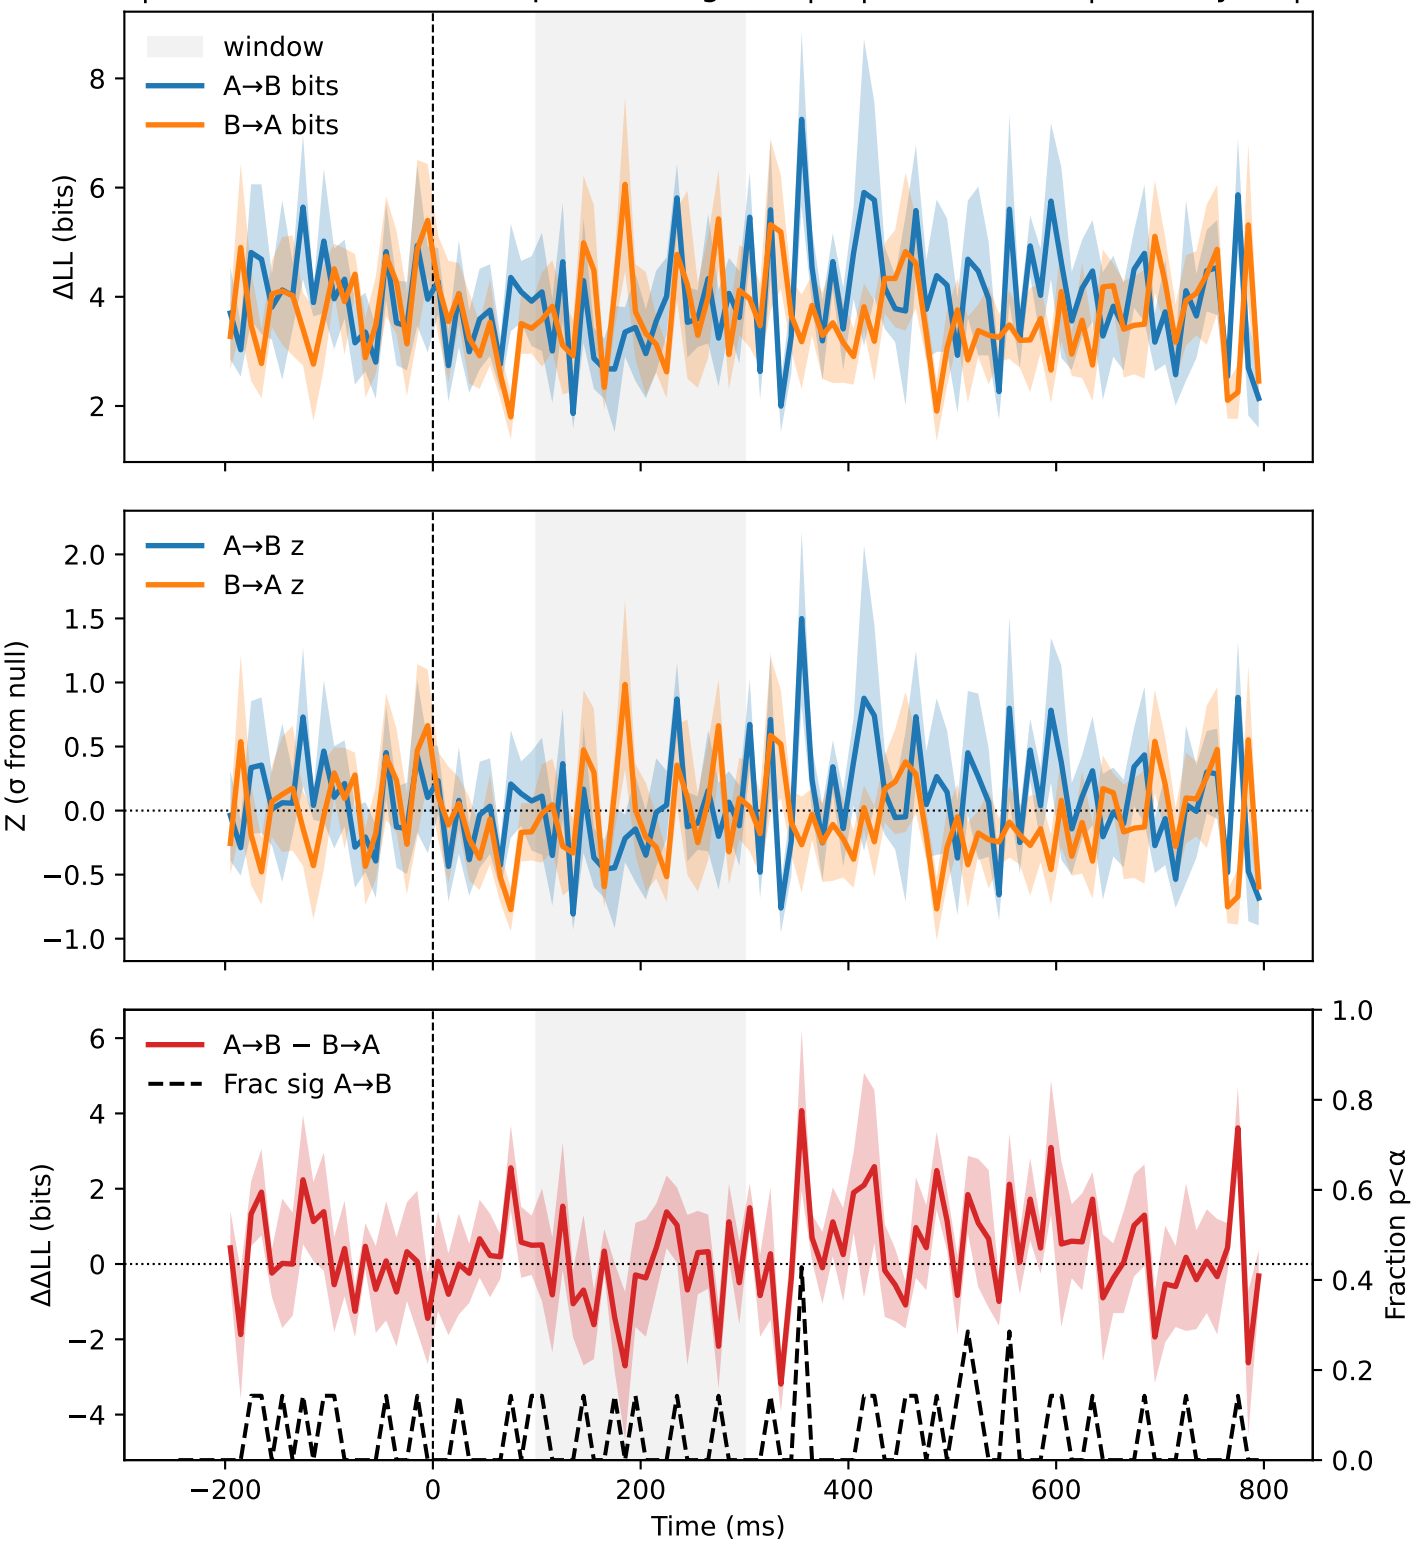 window
A→B bits
B→A bits
ΔLL (bits)
8
6
4
2
A→B z
B→A z
Z (σ from null)
2.0
1.5
1.0
0.5
0.0
−0.5
−1.0
A→B − B→A
Frac sig A→B
ΔΔLL (bits)
6
4
2
0
−2
−4
1.0
0.8
0.6
0.4
0.2
0.0
Fraction p<α
−200
0
200
400
600
800
Time (ms)